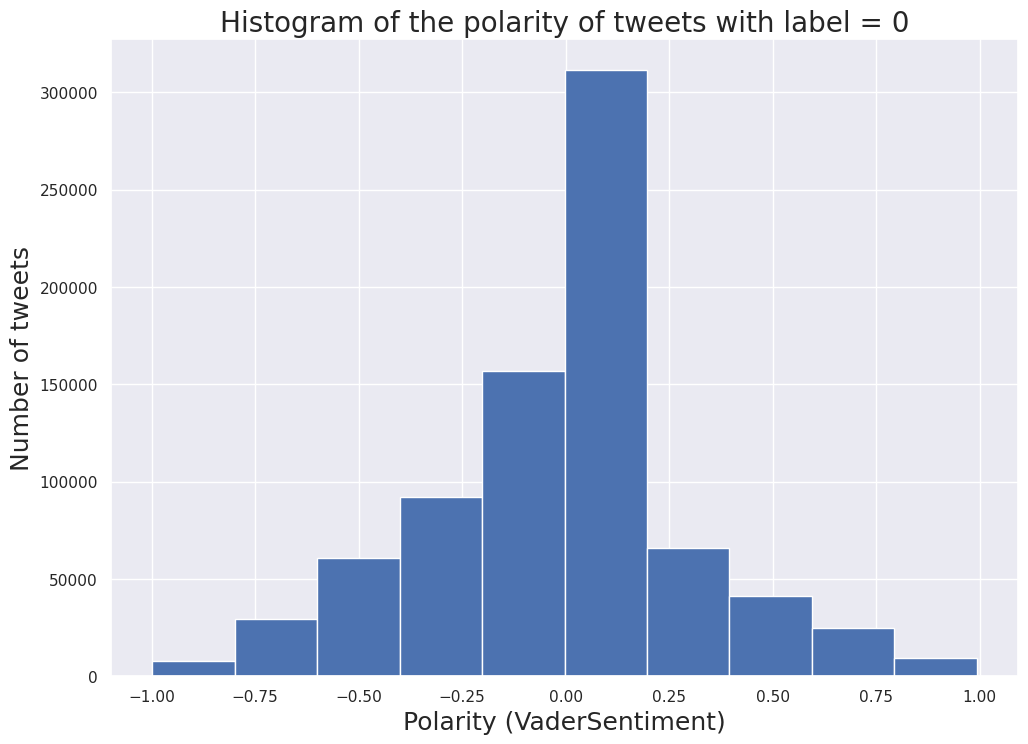 Histogram of the polarity of tweets with label = 0
Number of tweets
300000
250000
200000
150000
100000
50000
0
−1.00 −0.75 −0.50 −0.25 0.00 0.25 0.50 0.75 1.00
Polarity (VaderSentiment)